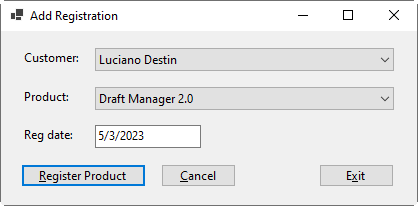 Add Registration
Customer: Luciano Destin
Product: Draft Manager 2.0
Reg date: 5/3/2023
Register Product Cancel Exit